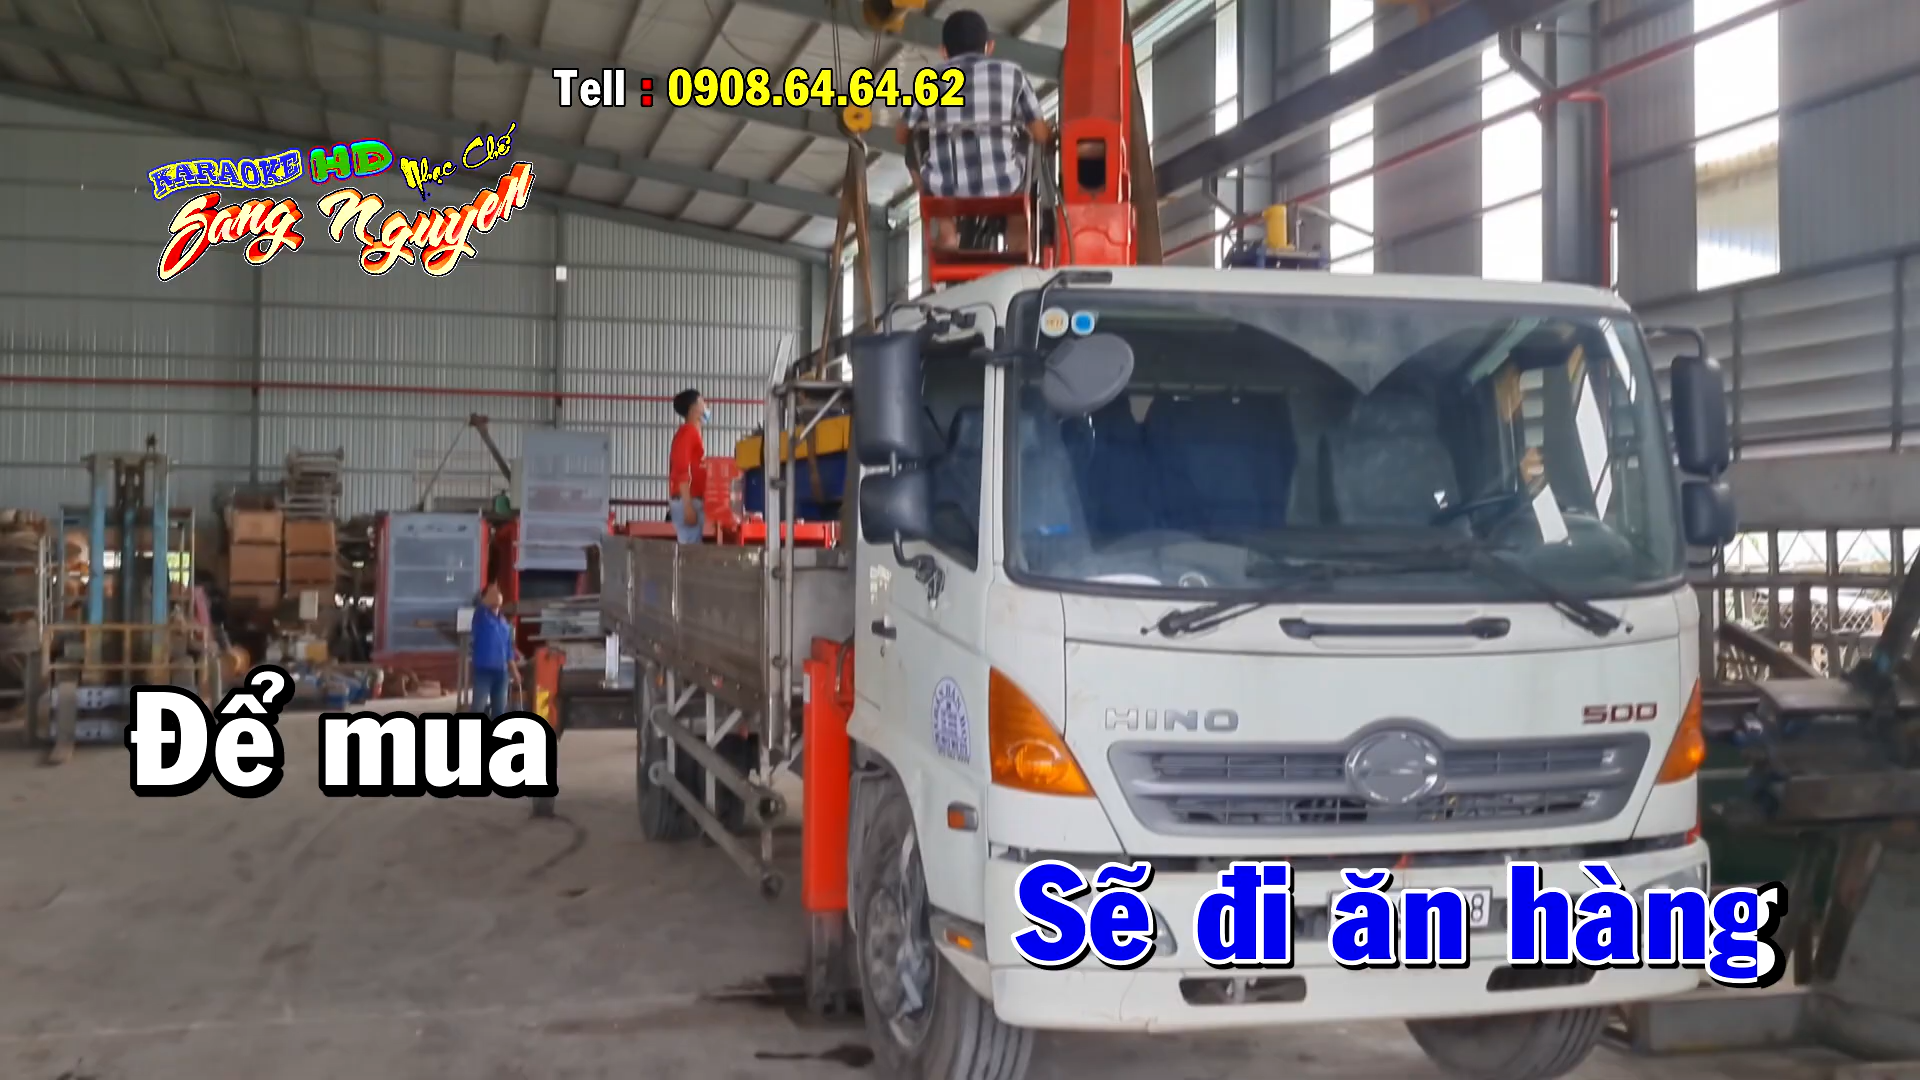 Tell : 0908.64.64.62
KARAOKE HD Nhạc Chế
Sang Nguyen
HINO
500
Để mua
8
Sẽ đi ăn hàng